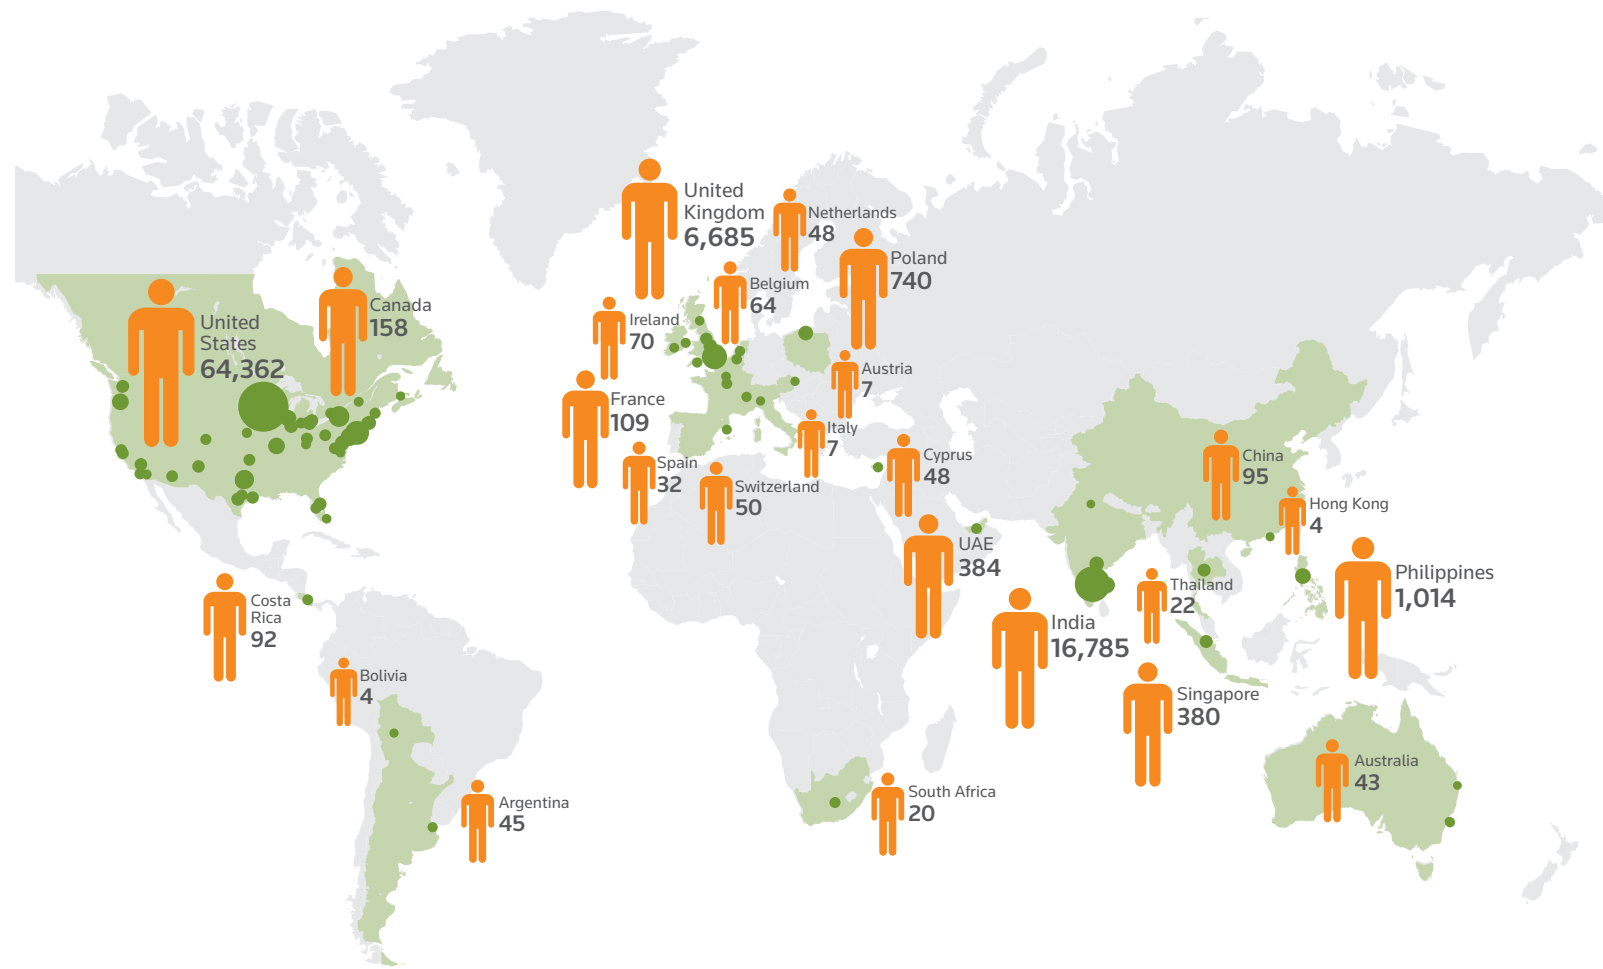 United
Kingdom
6,685
Netherlands
48
Poland
740
Belgium
64
Canada
158
United
States
64,362
Ireland
70
Austria
7
France
109
Italy
7
Spain
32
Switzerland
50
Cyprus
48
China
95
Hong Kong
4
UAE
384
Philippines
1,014
Thailand
22
India
16,785
Costa
Rica
92
Bolivia
4
Singapore
380
Australia
43
Argentina
45
South Africa
20